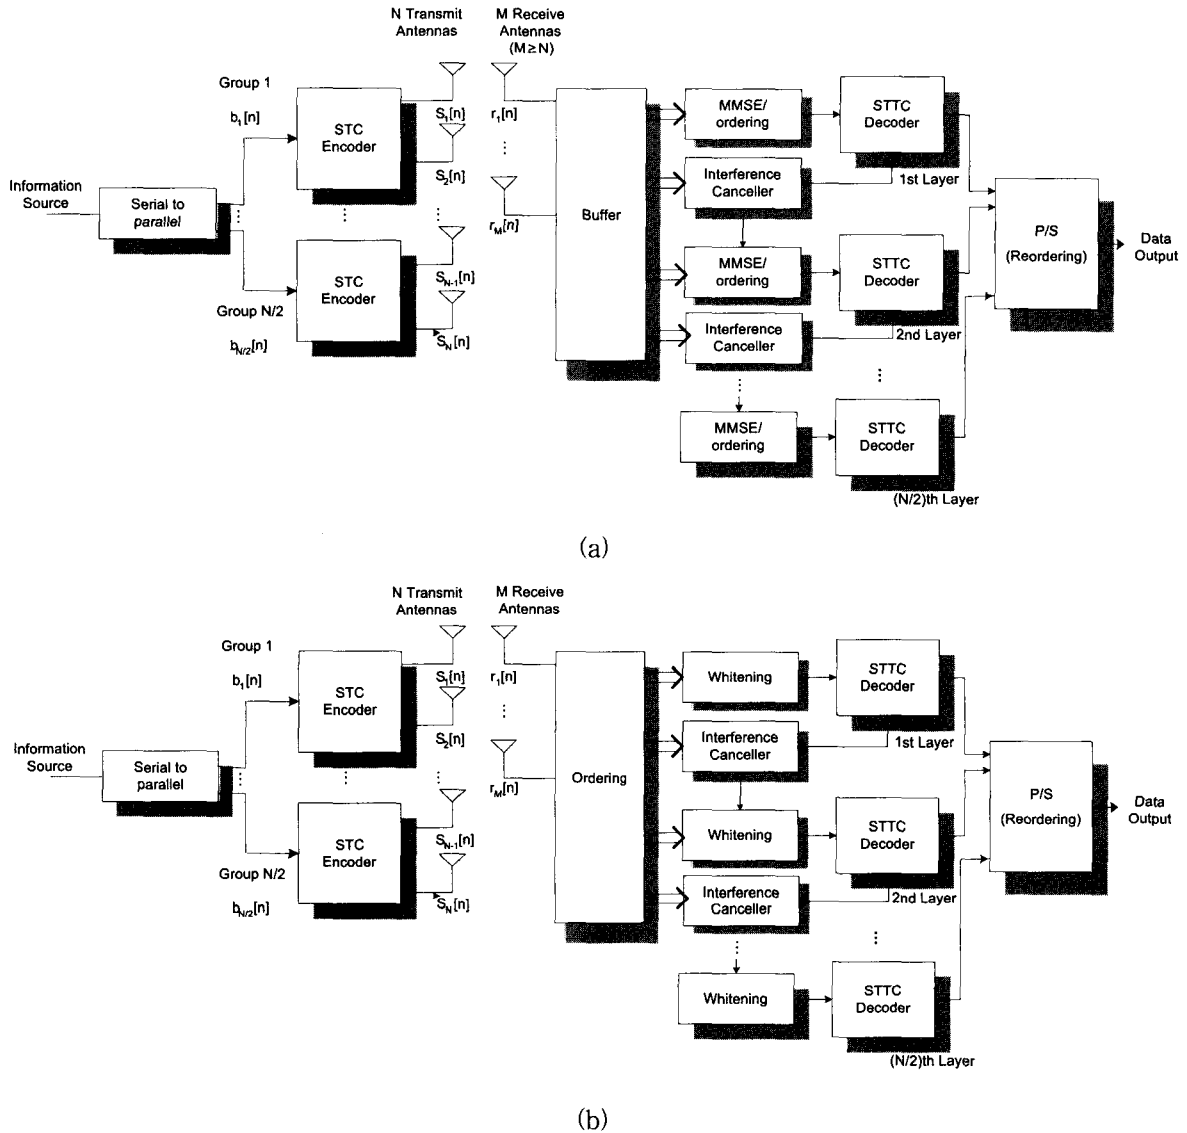 N Transmit
Antennas
M Receive
Antennas
(M≥N)
Group 1
b1[n]
STC
Encoder
S1[n]
S2[n]
r1[n]
rM[n]
Information
Source
Serial to
parallel
Group N/2
bN/2[n]
STC
Encoder
SN-1[n]
SN[n]
Buffer
MMSE/
ordering
STTC
Decoder
1st Layer
Interference
Canceller
MMSE/
ordering
STTC
Decoder
2nd Layer
Interference
Canceller
MMSE/
ordering
STTC
Decoder
(N/2)th Layer
P/S
(Reordering)
Data
Output
(a)
N Transmit
Antennas
M Receive
Antennas
Group 1
b1[n]
STC
Encoder
S1[n]
S2[n]
r1[n]
rM[n]
Information
Source
Serial to
parallel
Group N/2
bN/2[n]
STC
Encoder
SN-1[n]
SN[n]
Ordering
Whitening
STTC
Decoder
1st Layer
Interference
Canceller
Whitening
STTC
Decoder
2nd Layer
Interference
Canceller
Whitening
STTC
Decoder
(N/2)th Layer
P/S
(Reordering)
Data
Output
(b)